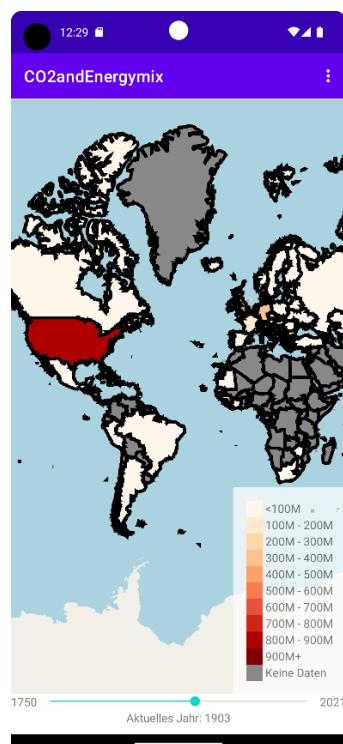 12:29
CO2andEnergymix
<100M
100M - 200M
200M - 300M
300M - 400M
400M - 500M
500M - 600M
600M - 700M
700M - 800M
800M - 900M
900M+
Keine Daten
1750 2021
Aktuelles Jahr: 1903